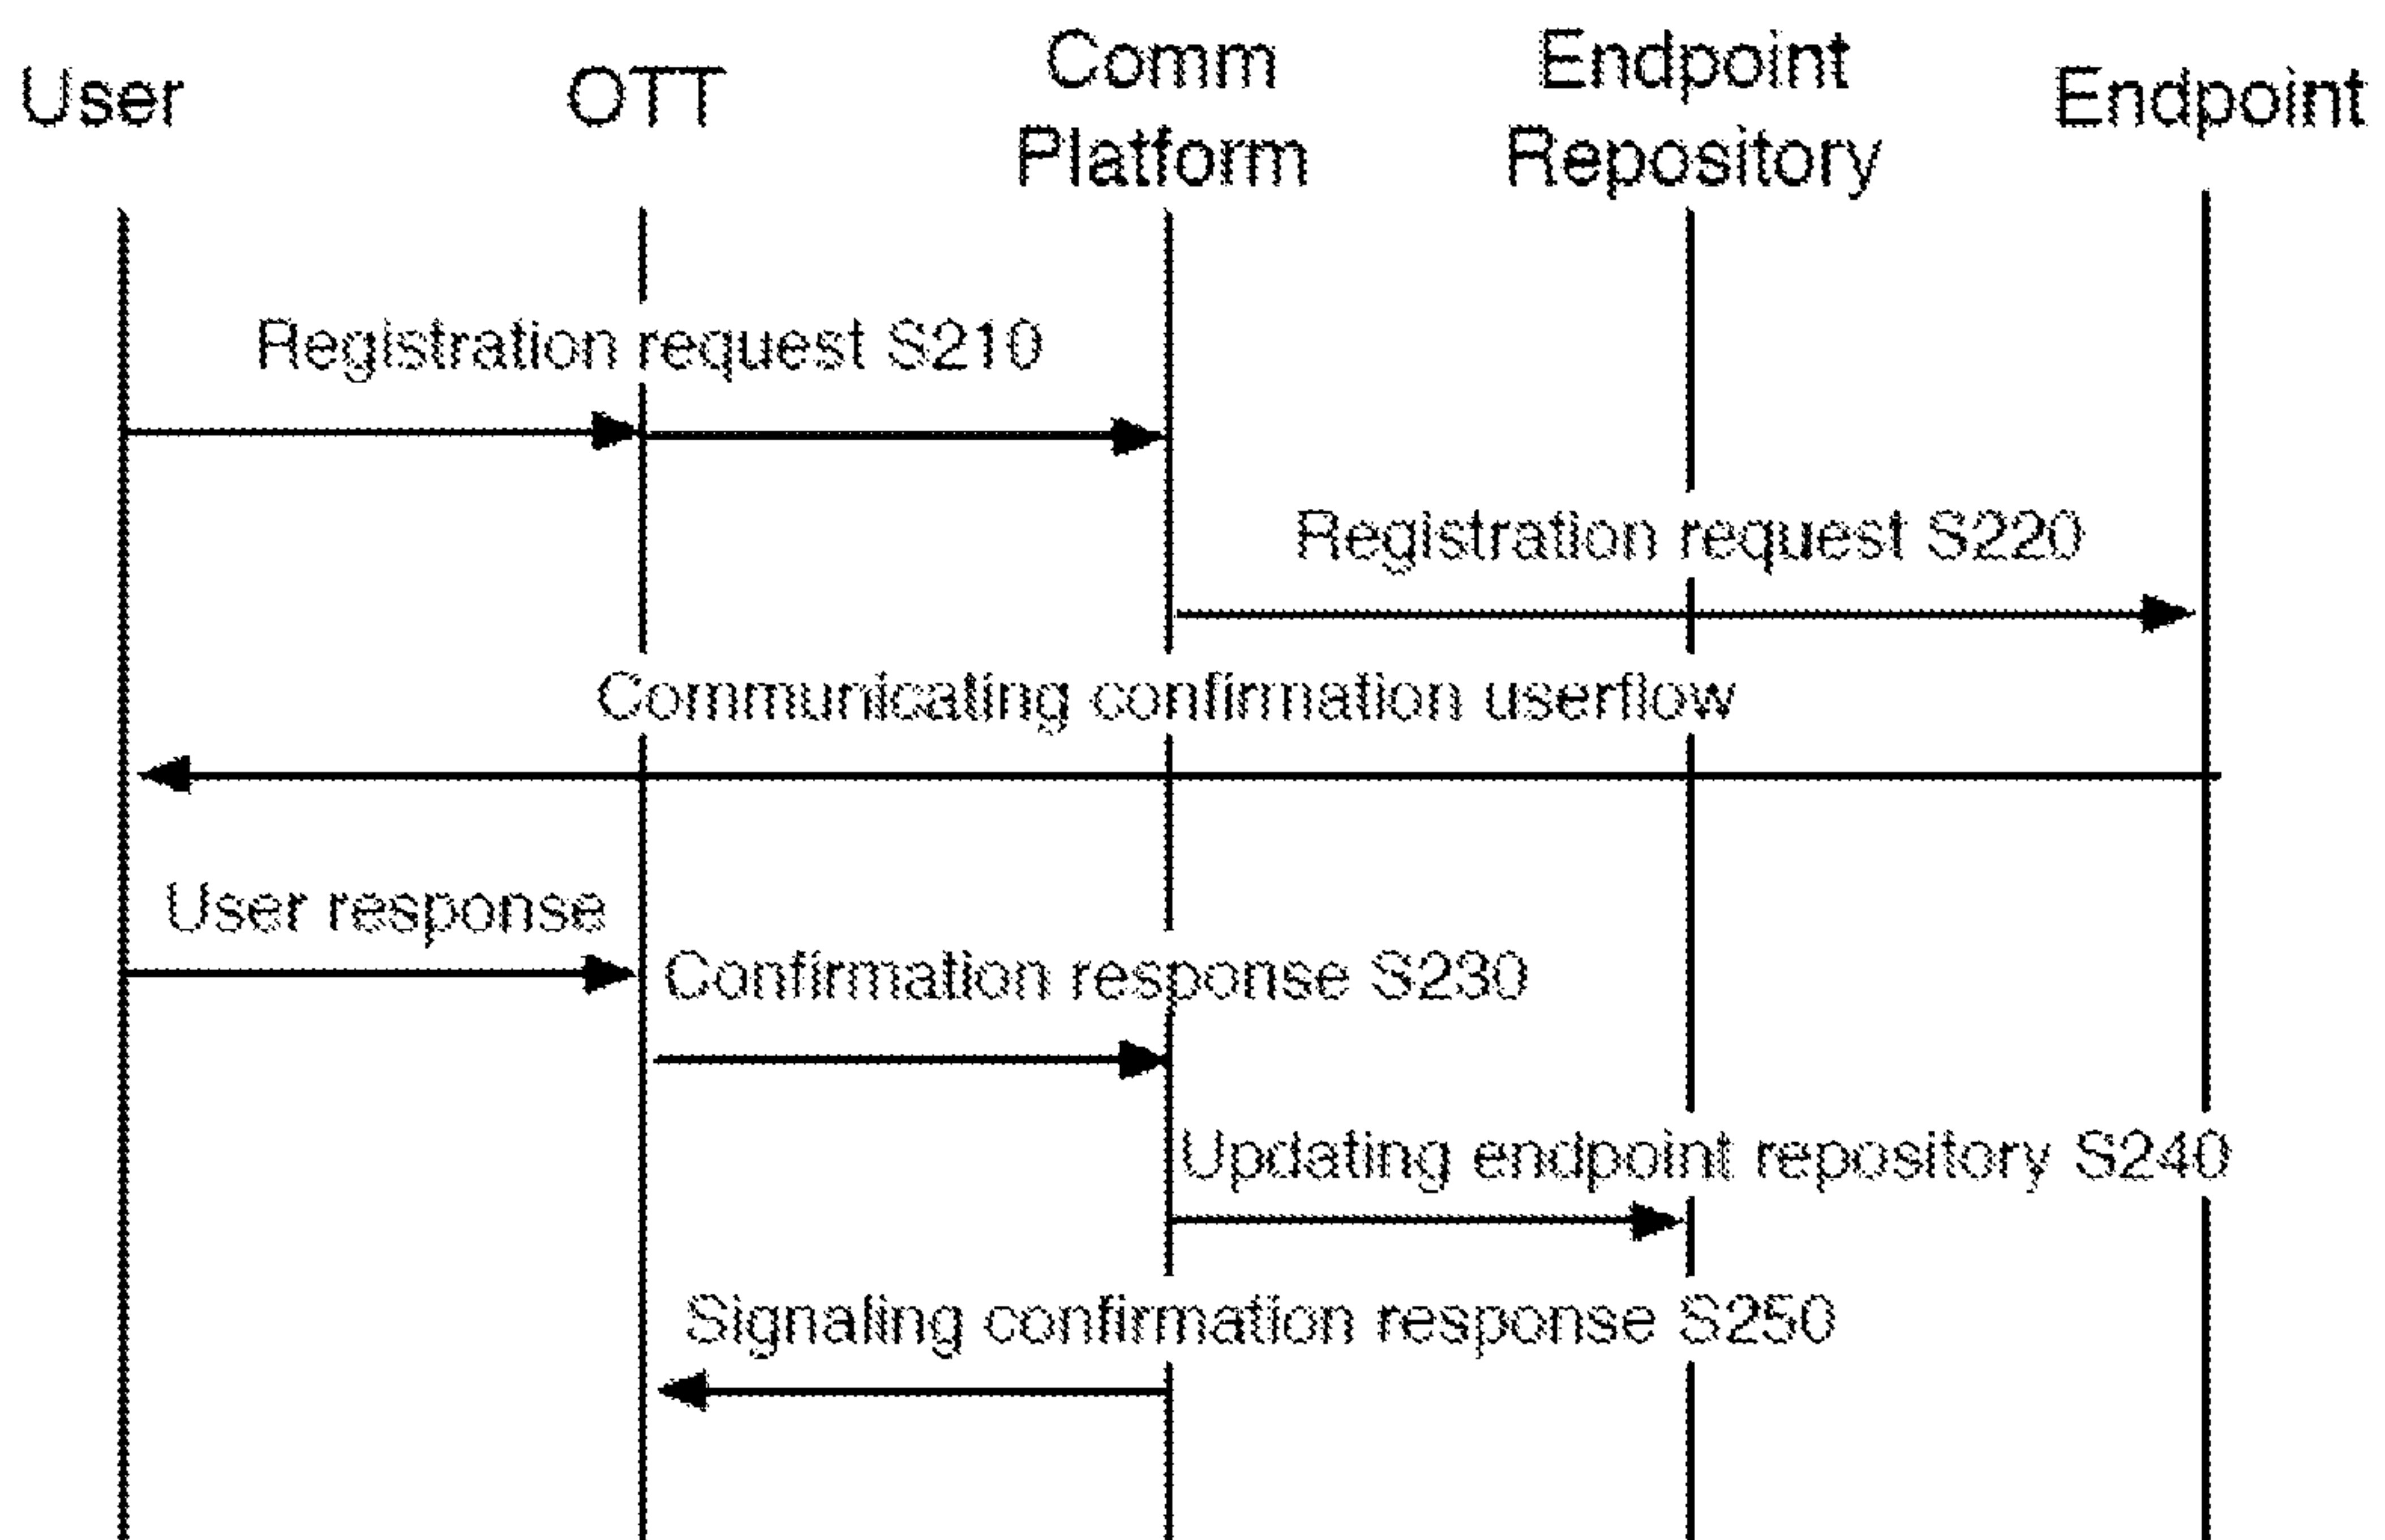 User
OTT
Comm
Platform
Endpoint
Repository
Endpoint
Registration request S210
Registration request S220
Communicating confirmation userflow
User response
Confirmation response S230
Updating endpoint repository S240
Signaling confirmation response S250